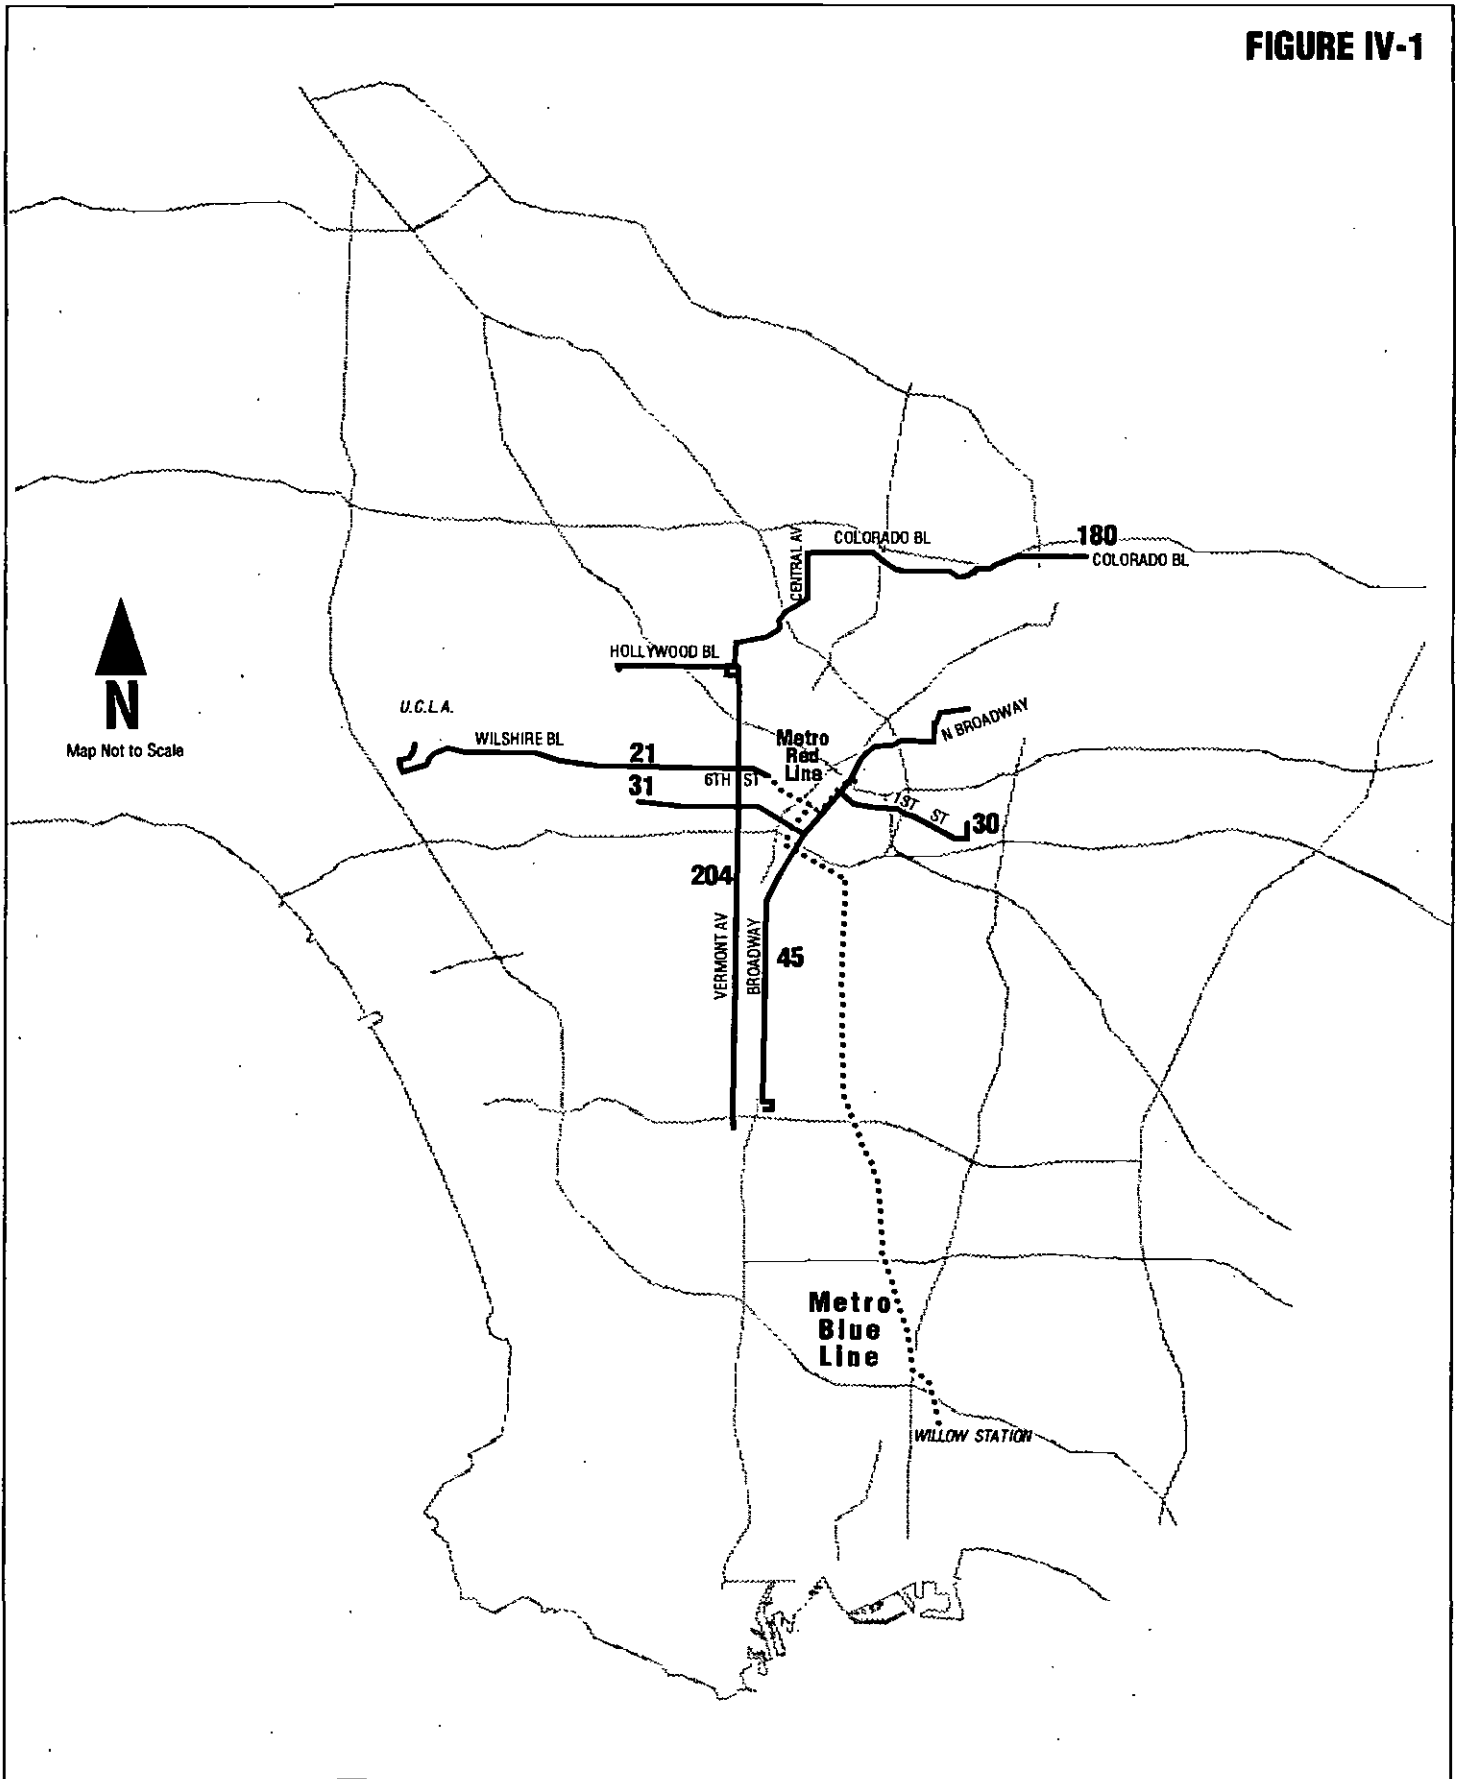 FIGURE IV-1
180
COLORADO BL
COLORADO BL
CENTRAL AV
HOLLYWOOD BL
N
Map Not to Scale
U.C.L.A.
WILSHIRE BL
21
6TH ST
31
Metro
Red
Line
N BROADWAY
1ST ST
30
204
VERMONT AV
BROADWAY
45
Metro
Blue
Line
WILLOW STATION